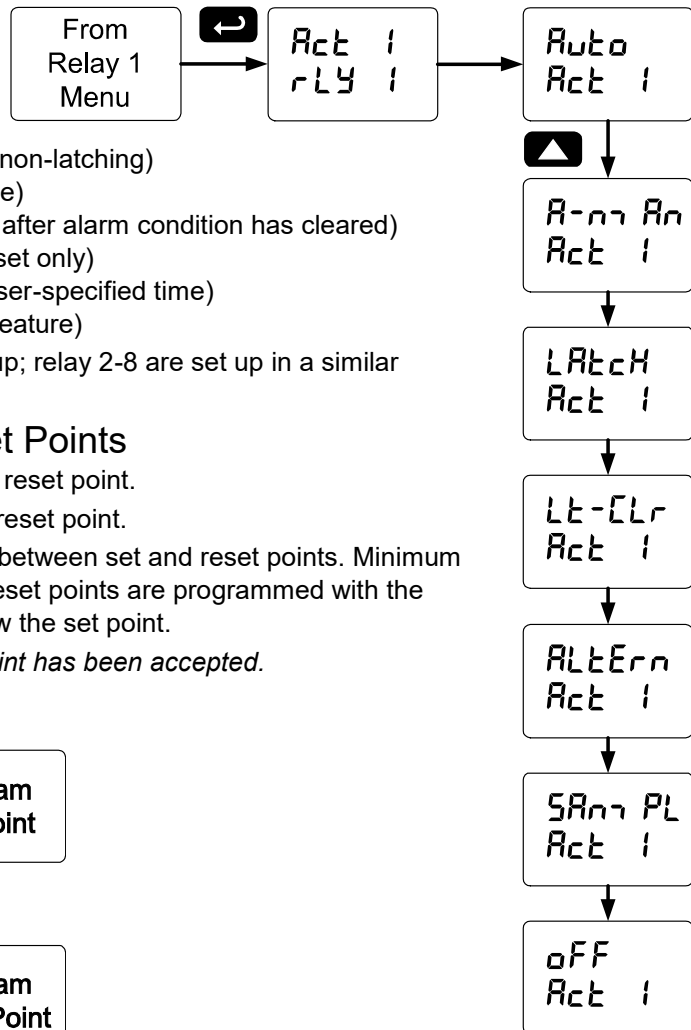 From
Relay 1
Menu
Act 1
rLY 1
Auto
Act 1
non-latching)
e)
after alarm condition has cleared)
set only)
ser-specified time)
eature)
up; relay 2-8 are set up in a similar
A-m An
Act 1
LAtcH
Act 1
et Points
reset point.
reset point.
between set and reset points. Minimum
eset points are programmed with the
w the set point.
int has been accepted.
Lt-CLr
Act 1
ALtErn
Act 1
am
oint
SAmPL
Act 1
am
Point
oFF
Act 1